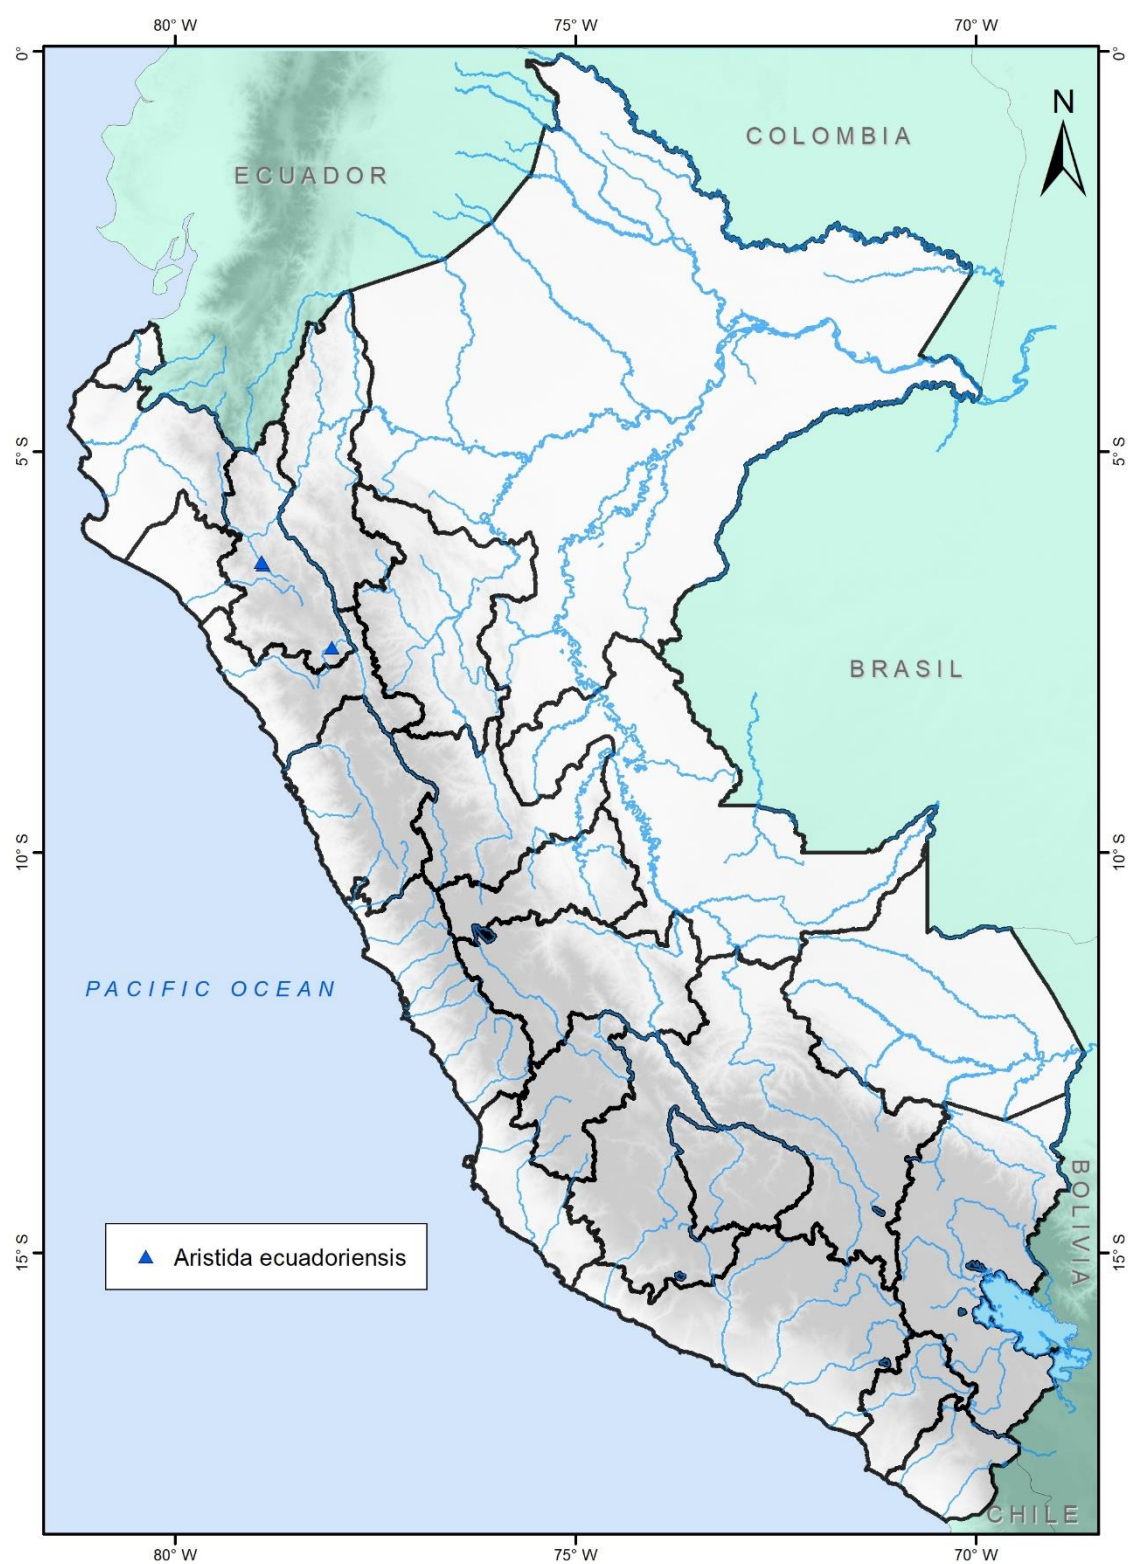 80° W 75° W 70° W
0° 0°
N
COLOMBIA
ECUADOR
5° S 5° S
BRASIL
10° S 10° S
PACIFIC OCEAN
BOLIVIA
15° S 15° S
Aristida ecuadoriensis
CHILE
80° W 75° W 70° W